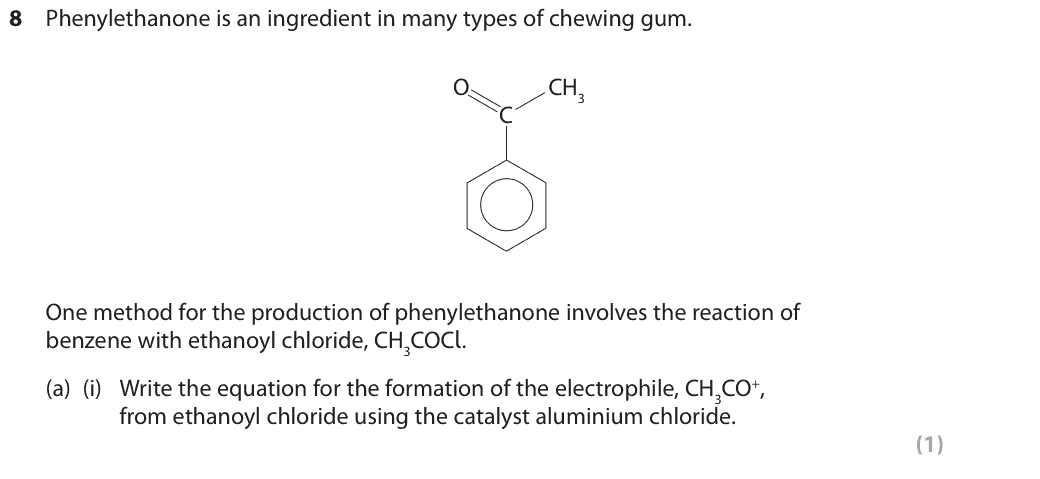 8 Phenylethanone is an ingredient in many types of chewing gum.
O
CH₃
C
One method for the production of phenylethanone involves the reaction of
benzene with ethanoyl chloride, CH₃COCl.
(a) (i) Write the equation for the formation of the electrophile, CH₃CO⁺,
from ethanoyl chloride using the catalyst aluminium chloride.
(1)